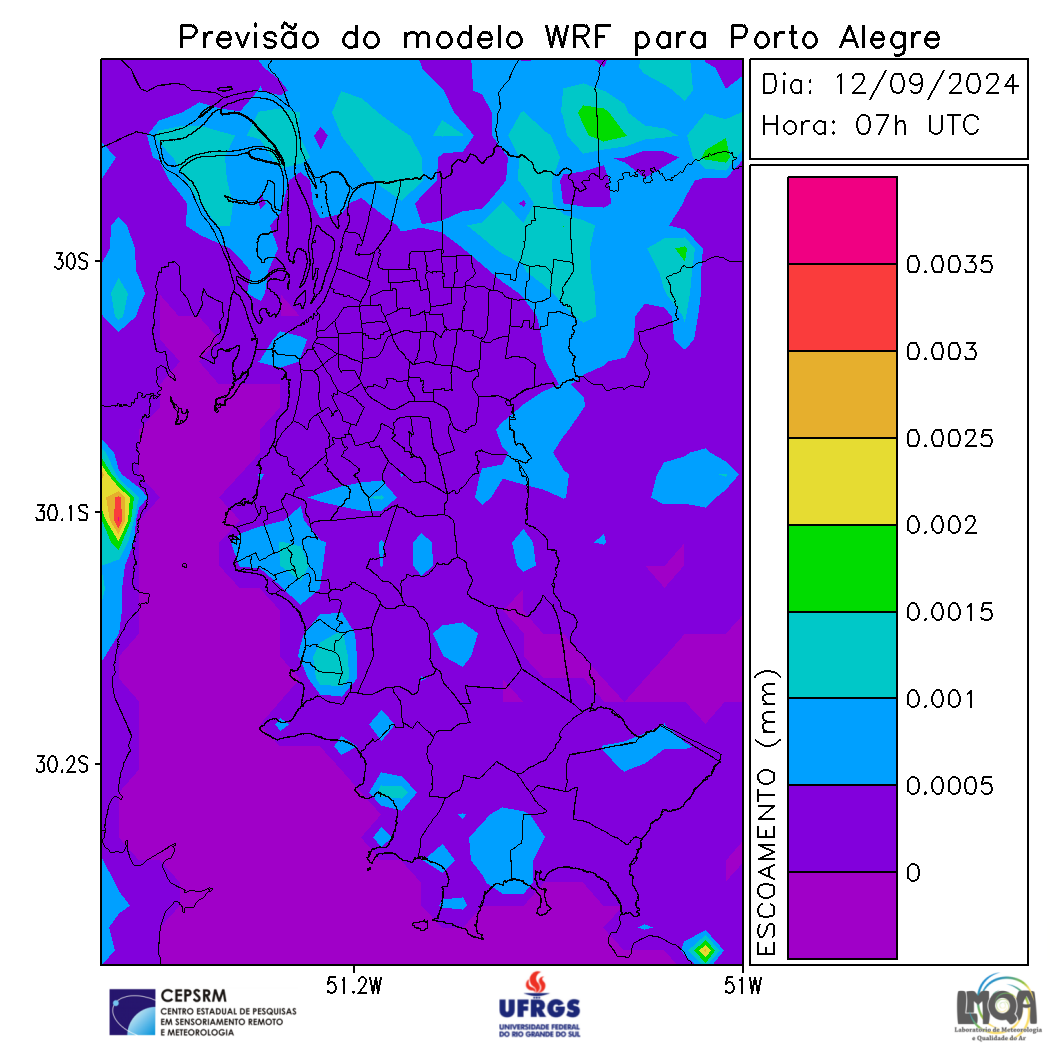 Previsão do modelo WRF para Porto Alegre
Dia: 12/09/2024
Hora: 07h UTC
30S
30.1S
30.2S
51.2W
51W
ESCOAMENTO (mm)
0.0035
0.003
0.0025
0.002
0.0015
0.001
0.0005
0
CEPSRM
CENTRO ESTADUAL DE PESQUISAS
EM SENSORIAMENTO REMOTO
E METEOROLOGIA
UFRGS
UNIVERSIDADE FEDERAL
DO RIO GRANDE DO SUL
LMQA
Laboratório de Meteorologia
e Qualidade do Ar